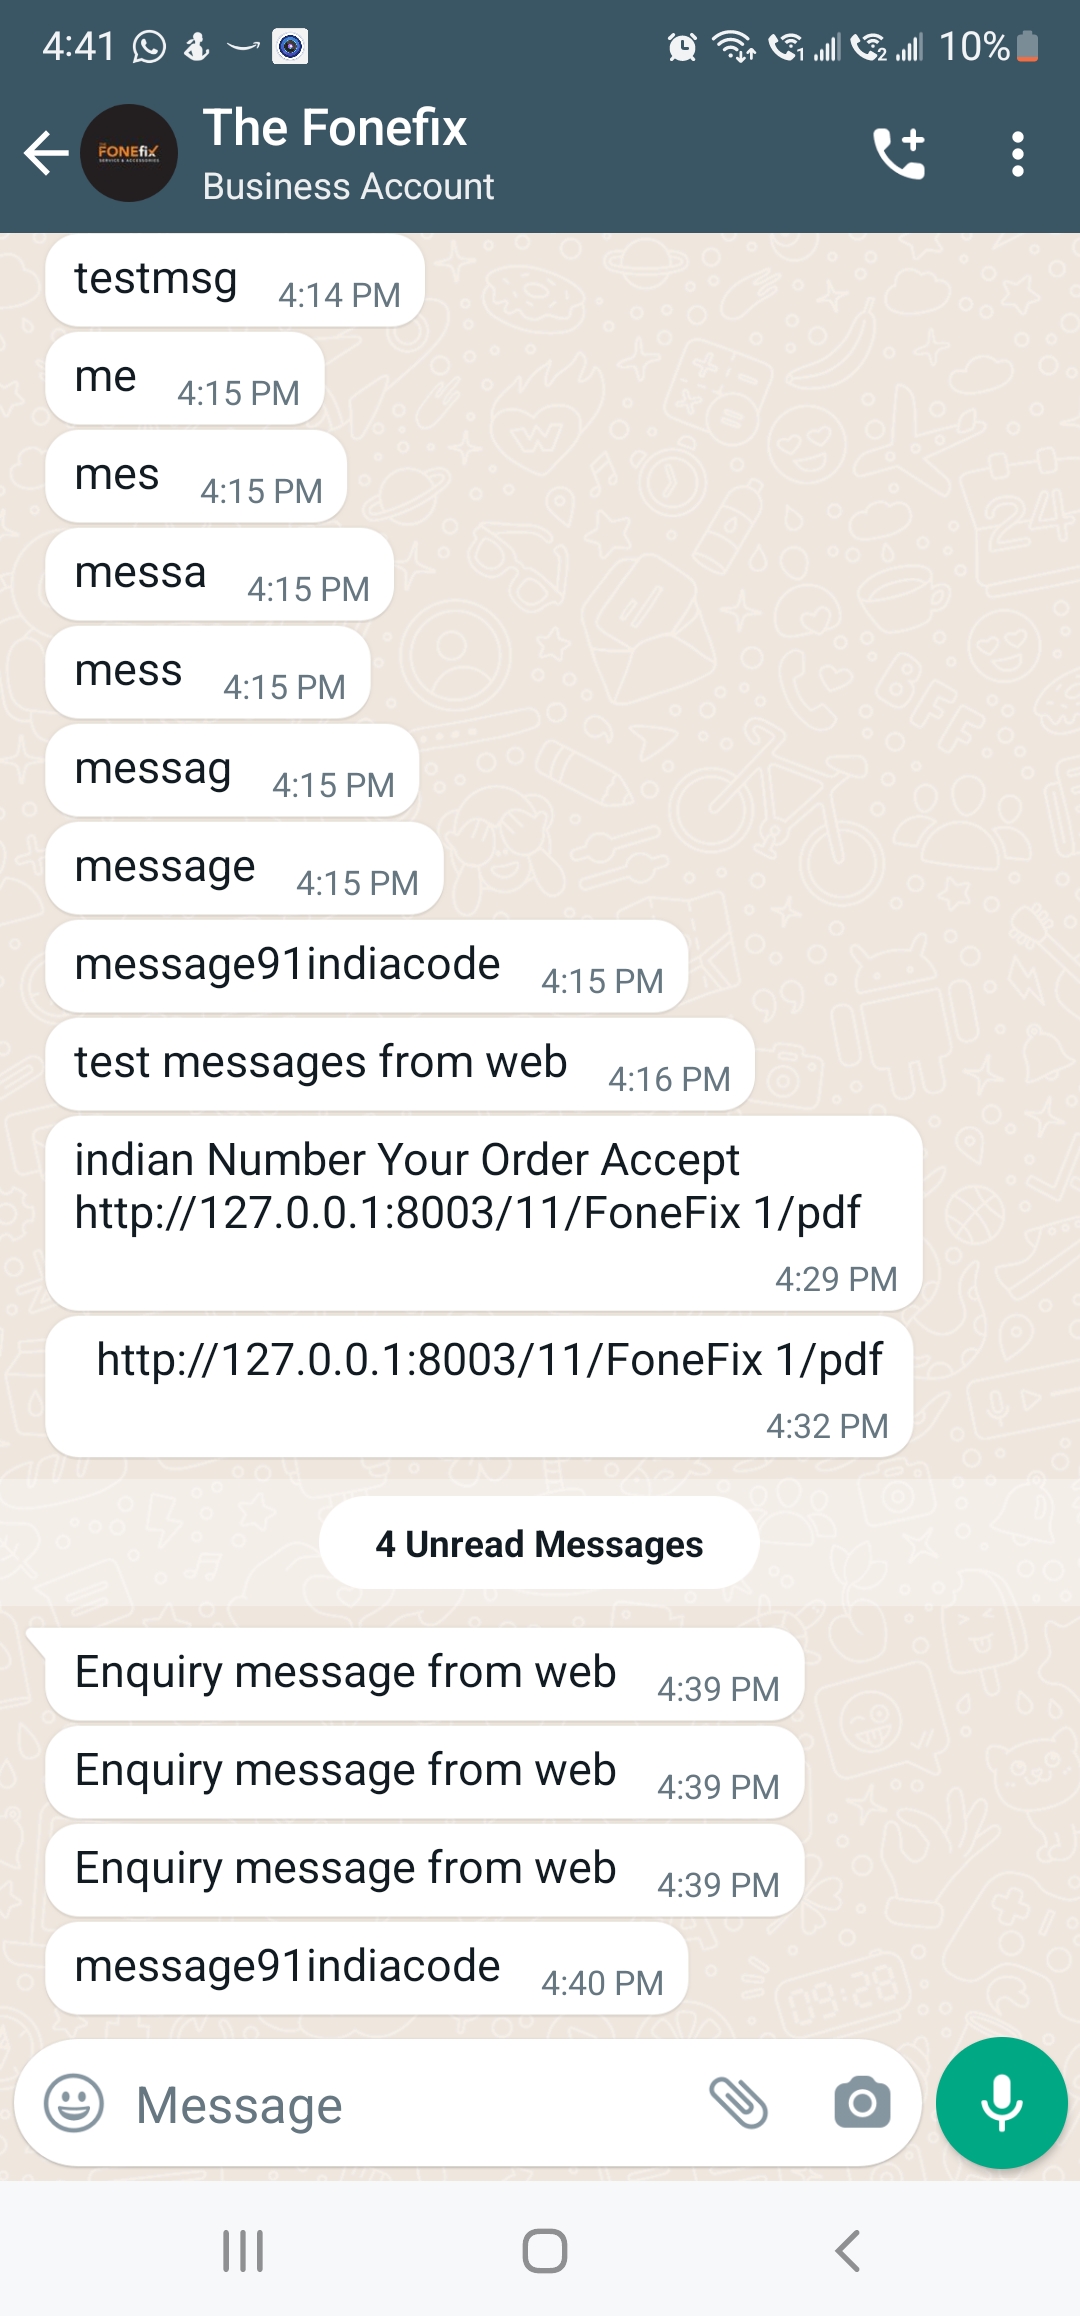 4:41
1
2
10%
THE
FONEfix
SERVICE & ACCESSORIES
The Fonefix
Business Account
testmsg 4:14 PM
me 4:15 PM
mes 4:15 PM
messa 4:15 PM
mess 4:15 PM
messag 4:15 PM
message 4:15 PM
message91indiacode 4:15 PM
test messages from web 4:16 PM
indian Number Your Order Accept
http://127.0.0.1:8003/11/FoneFix 1/pdf
4:29 PM
http://127.0.0.1:8003/11/FoneFix 1/pdf
4:32 PM
4 Unread Messages
Enquiry message from web 4:39 PM
Enquiry message from web 4:39 PM
Enquiry message from web 4:39 PM
message91indiacode 4:40 PM
Message